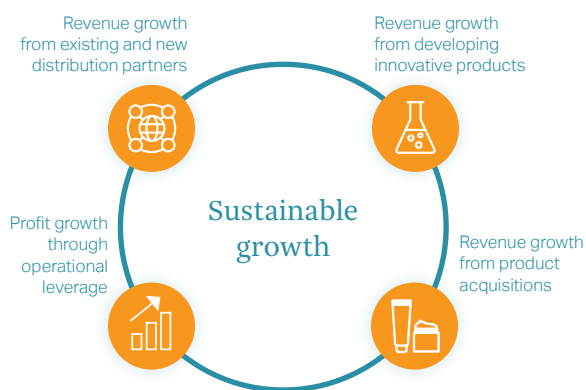 Revenue growth
from existing and new
distribution partners
Revenue growth
from developing
innovative products
Sustainable
growth
Profit growth
through
operational
leverage
Revenue growth
from product
acquisitions